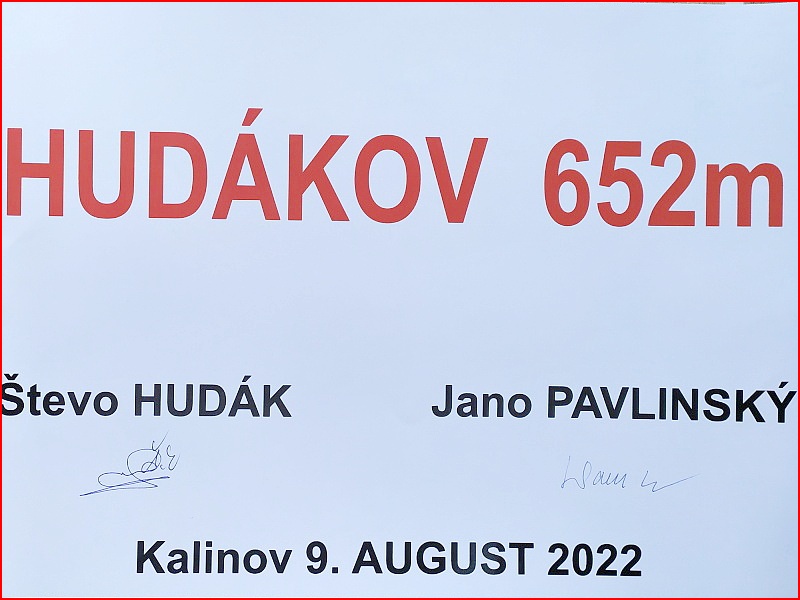 HUDÁKOV 652m
Števo HUDÁK Jano PAVLINSKÝ
Kalinov 9. AUGUST 2022